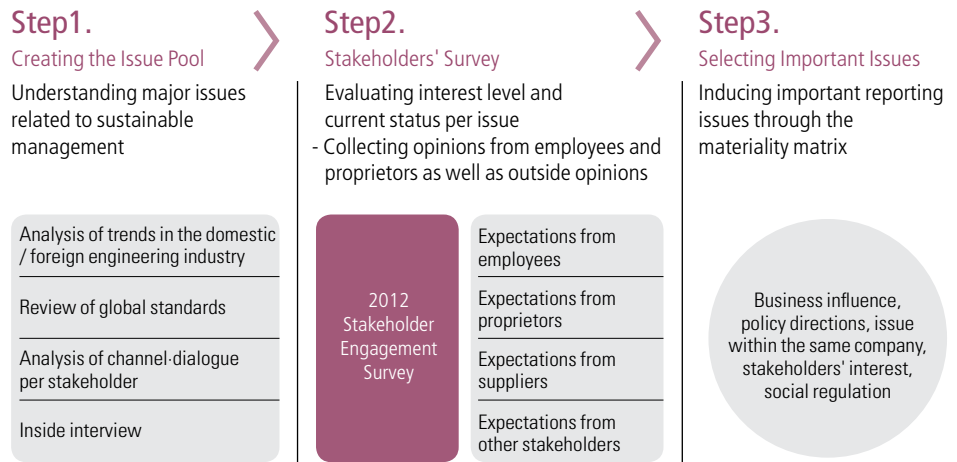 Step1.
Creating the Issue Pool
Understanding major issues
related to sustainable
management
Analysis of trends in the domestic
/ foreign engineering industry
Review of global standards
Analysis of channel·dialogue
per stakeholder
Inside interview
Step2.
Stakeholders' Survey
Evaluating interest level and
current status per issue
- Collecting opinions from employees and
proprietors as well as outside opinions
2012
Stakeholder
Engagement
Survey
Expectations from
employees
Expectations from
proprietors
Expectations from
suppliers
Expectations from
other stakeholders
Step3.
Selecting Important Issues
Inducing important reporting
issues through the
materiality matrix
Business influence,
policy directions, issue
within the same company,
stakeholders' interest,
social regulation